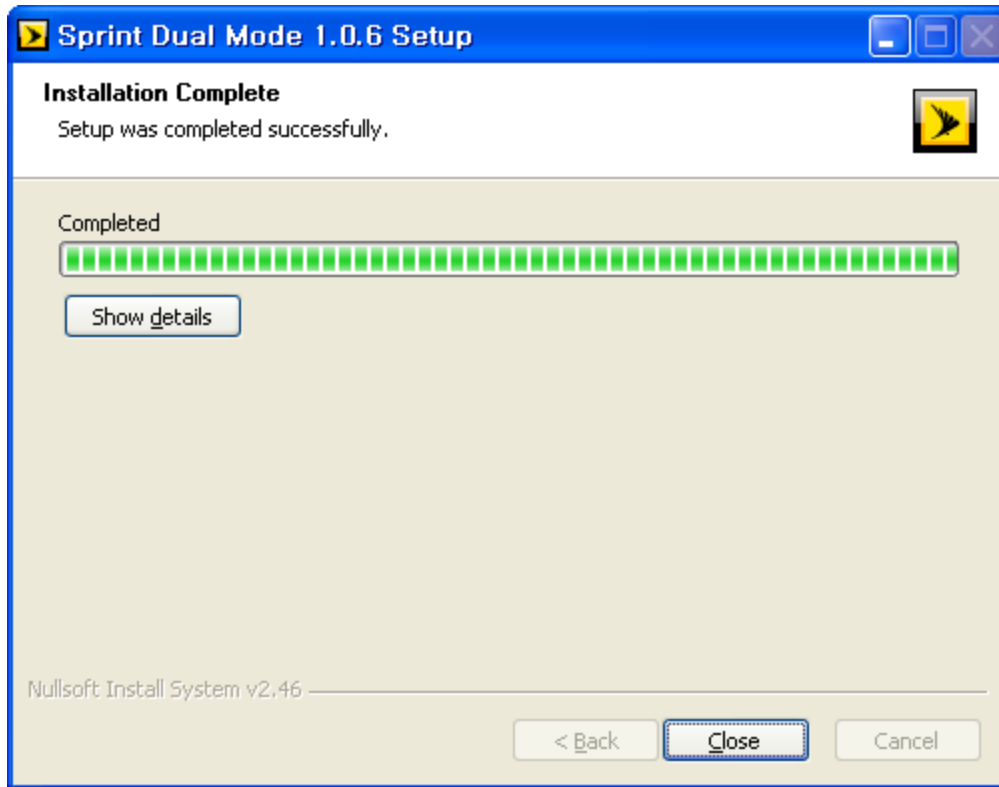 Sprint Dual Mode 1.0.6 Setup
Installation Complete
Setup was completed successfully.
Completed
Show details
Nullsoft Install System v2.46
< Back Close Cancel